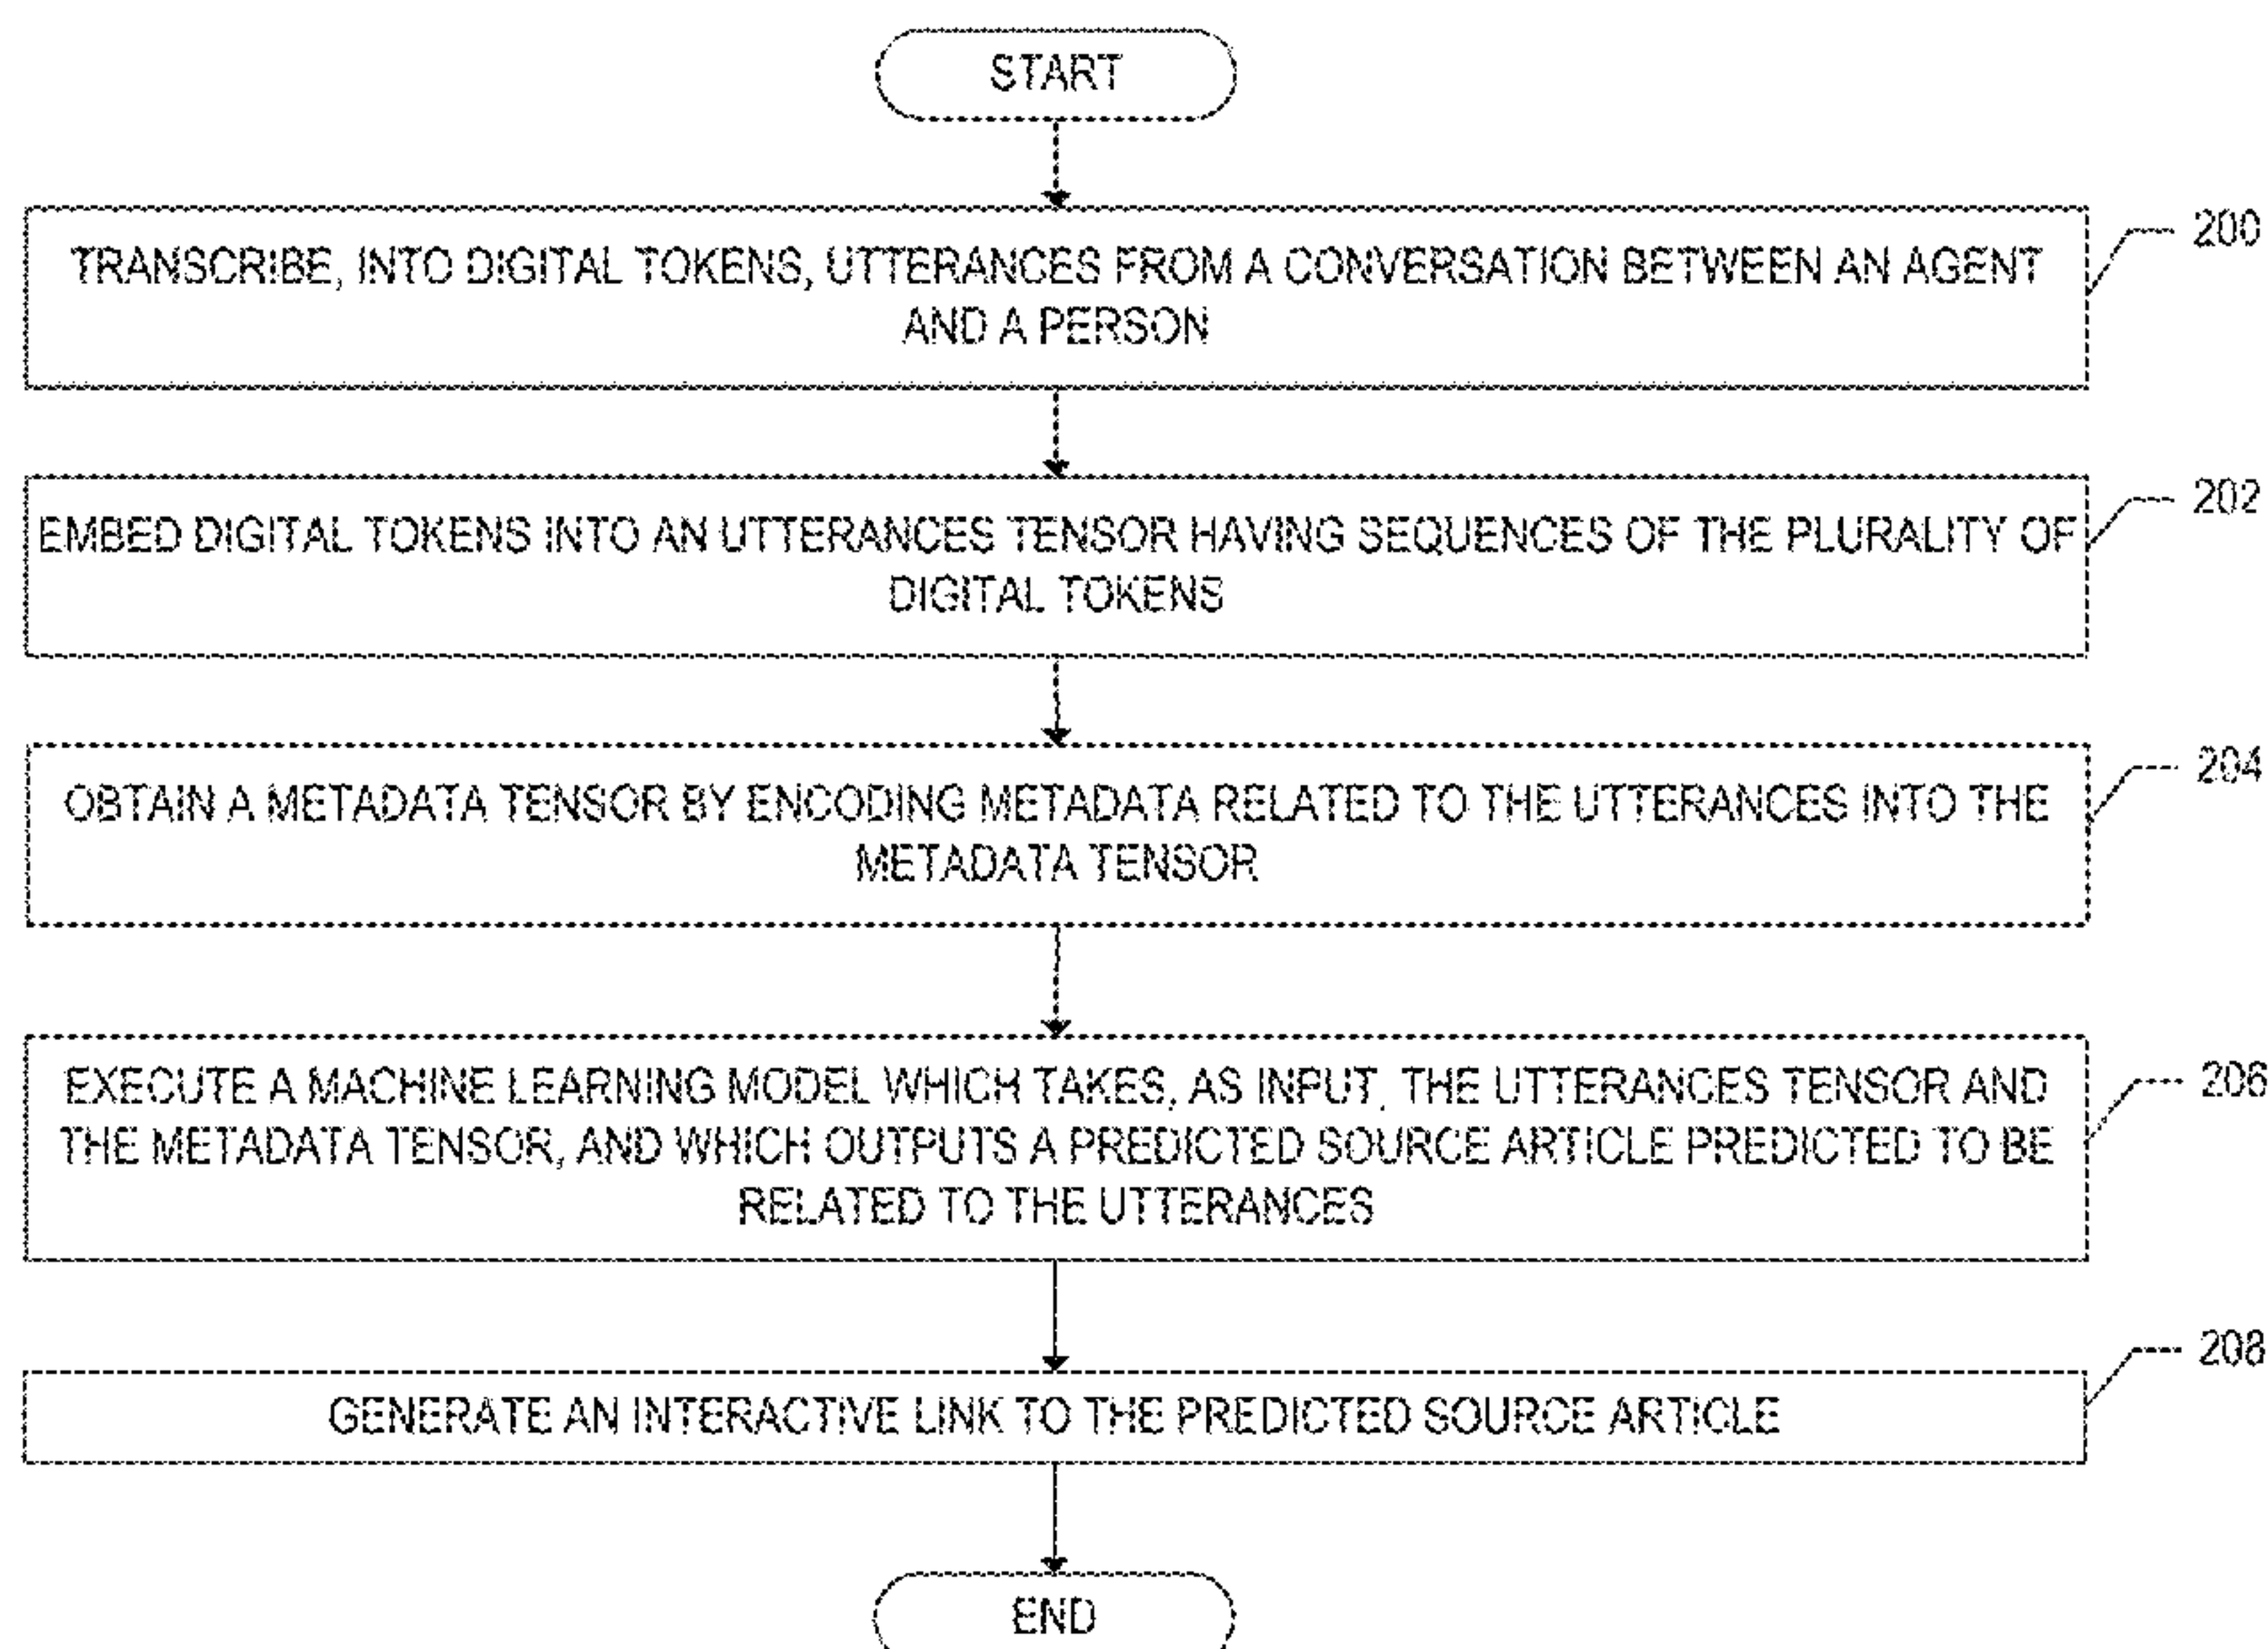 START
TRANSCRIBE, INTO DIGITAL TOKENS, UTTERANCES FROM A CONVERSATION BETWEEN AN AGENT
AND A PERSON
200
EMBED DIGITAL TOKENS INTO AN UTTERANCES TENSOR HAVING SEQUENCES OF THE PLURALITY OF
DIGITAL TOKENS
202
OBTAIN A METADATA TENSOR BY ENCODING METADATA RELATED TO THE UTTERANCES INTO THE
METADATA TENSOR
204
EXECUTE A MACHINE LEARNING MODEL WHICH TAKES, AS INPUT, THE UTTERANCES TENSOR AND
THE METADATA TENSOR, AND WHICH OUTPUTS A PREDICTED SOURCE ARTICLE PREDICTED TO BE
RELATED TO THE UTTERANCES
206
GENERATE AN INTERACTIVE LINK TO THE PREDICTED SOURCE ARTICLE
208
END